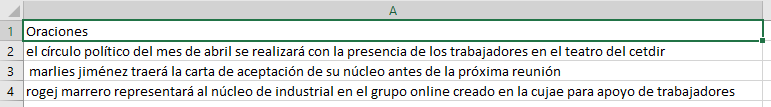 A
1 Oraciones
2 el círculo político del mes de abril se realizará con la presencia de los trabajadores en el teatro del cetdir
3 marlies jiménez traerá la carta de aceptación de su núcleo antes de la próxima reunión
4 rogej marrero representará al núcleo de industrial en el grupo online creado en la cujae para apoyo de trabajadores